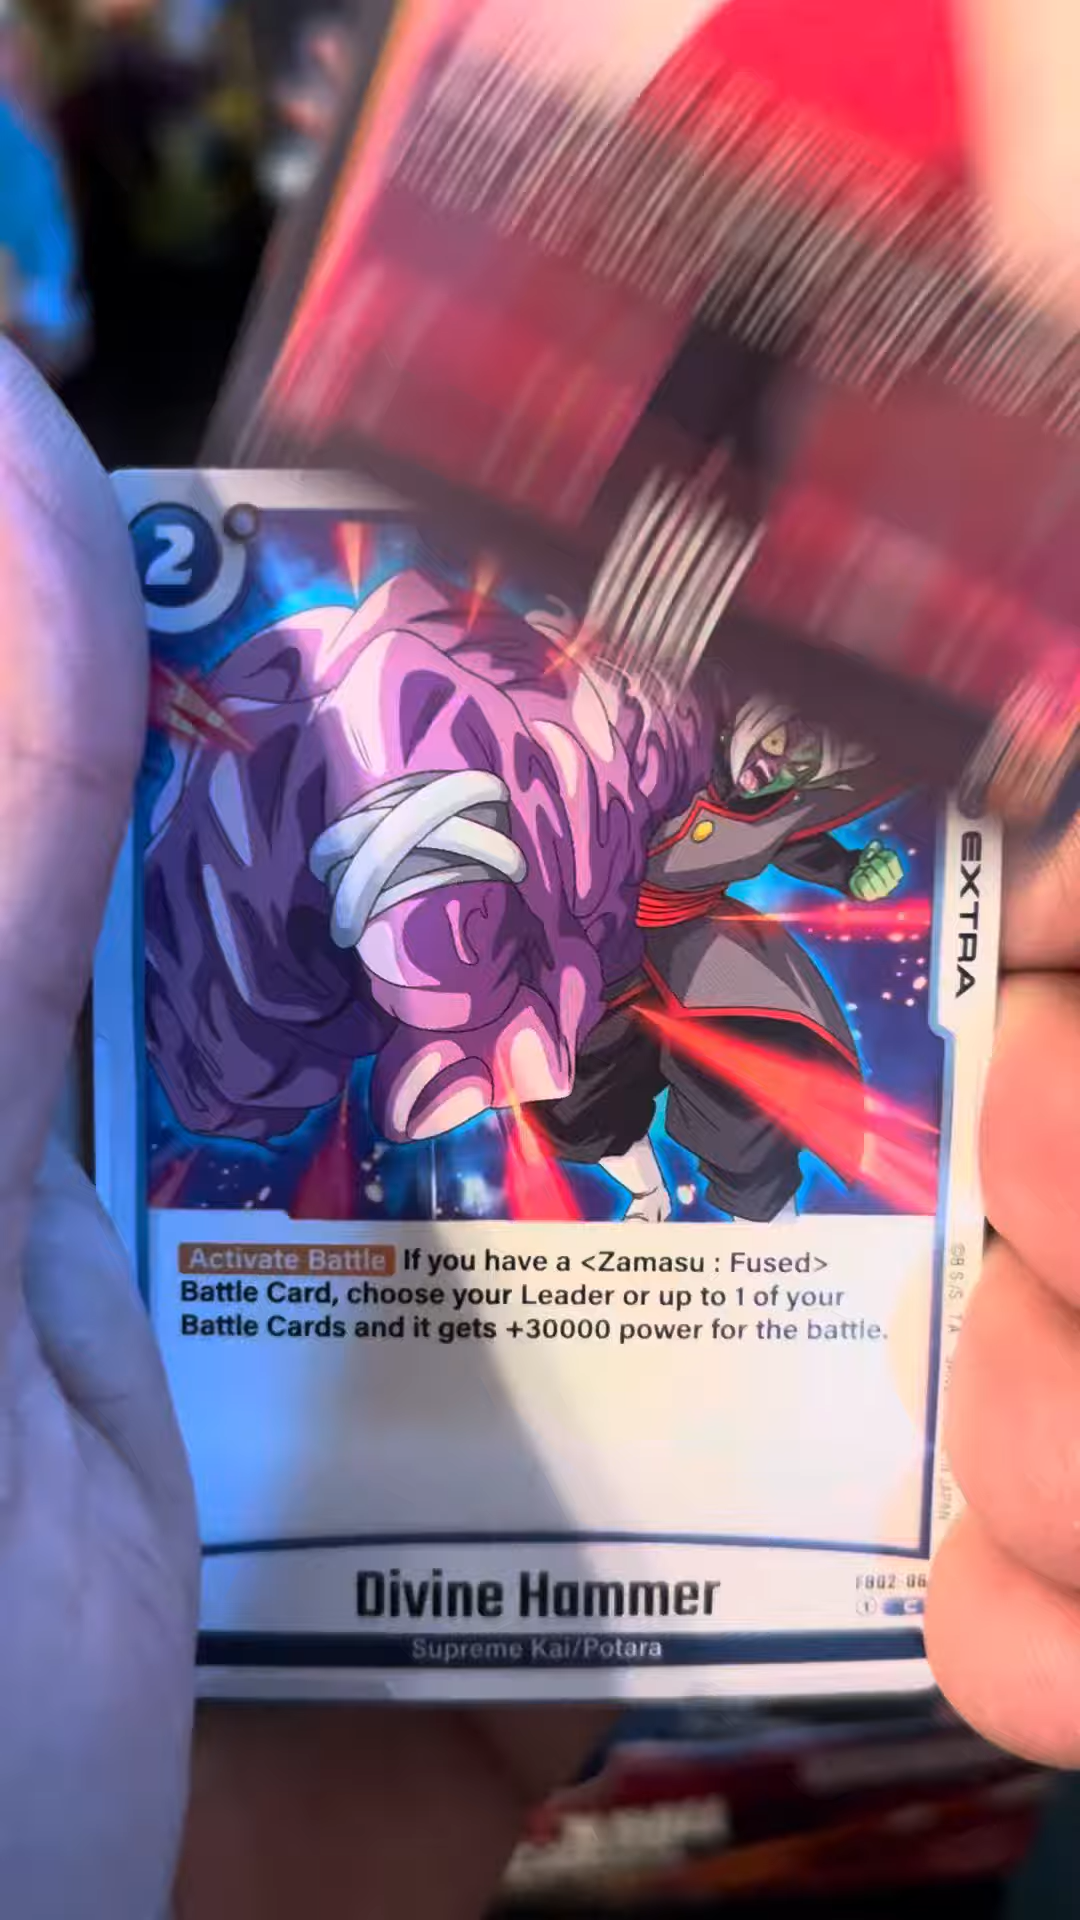 2
EXTRA
Activate Battle If you have a <Zamasu : Fused>
Battle Card, choose your Leader or up to 1 of your
Battle Cards and it gets +30000 power for the battle.
Divine Hammer
Supreme Kai/Potara